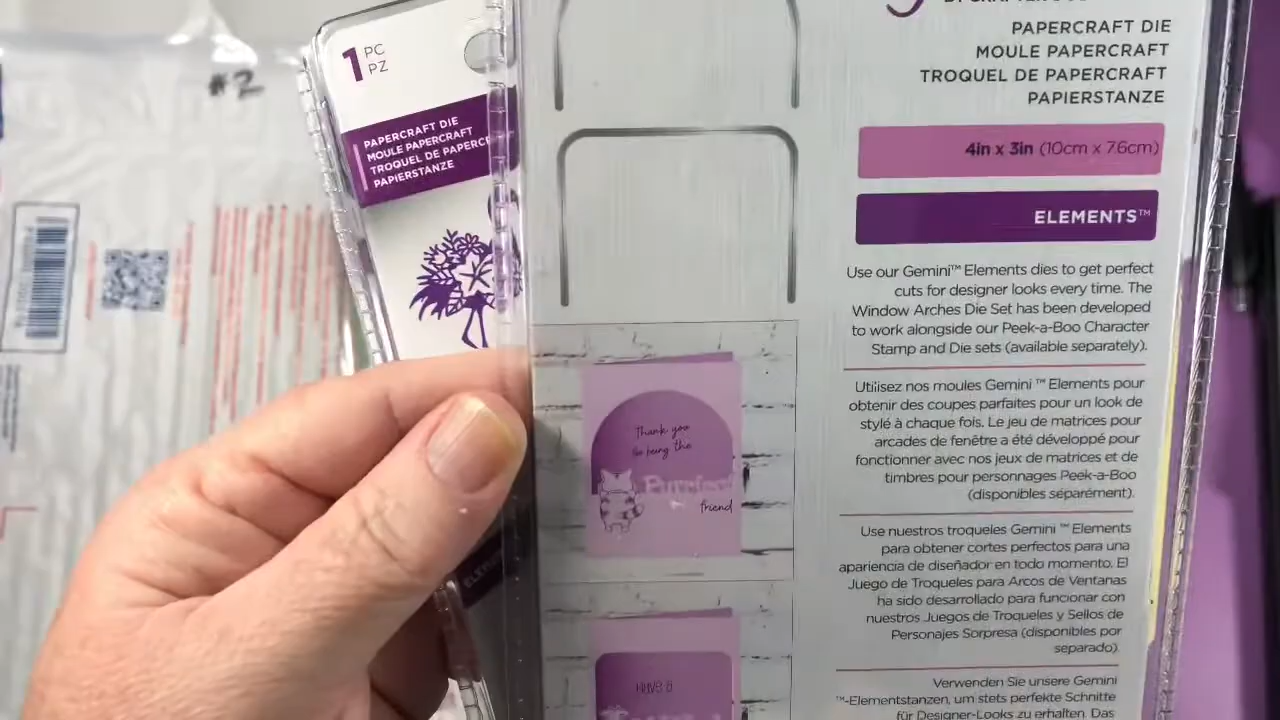 #2
1 PC
PZ
PAPERCRAFT DIE
MOULE PAPERCRAFT
TROQUEL DE
PAPIERSTANZE
PAPERCRAFT DIE
MOULE PAPERCRAFT
TROQUEL DE PAPERCRAFT
PAPIERSTANZE
4in x 3in (10cm x 7.6cm)
ELEMENTS™
Use our Gemini™ Elements dies to get perfect
cuts for designer looks every time. The
Window Arches Die Set has been developed
to work alongside our Peek-a-Boo Character
Stamp and Die sets (available separately).
Utilisez nos moules Gemini ™ Elements pour
obtenir des coupes parfaites pour un look de
stylé à chaque fois. Le jeu de matrices pour
arcades de fenêtre a été développé pour
fonctionner avec nos jeux de matrices et de
timbres pour personnages Peek-a-Boo
(disponibles séparément).
Use nuestros troqueles Gemini ™ Elements
para obtener cortes perfectos para una
apariencia de diseñador en todo momento. El
Juego de Troqueles para Arcos de Ventanas
ha sido desarrollado para funcionar con
nuestros Juegos de Troqueles y Sellos de
Personajes Sorpresa (disponibles por
separado).
Verwenden Sie unsere Gemini
™-Elementstanzen, um stets perfekte Schnitte
für Designer-Looks zu erhalten. Das
Thank you
for being the
Purrfect
friend